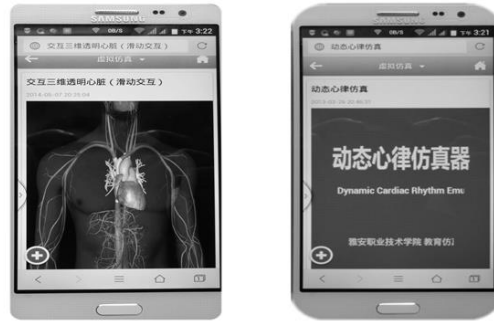 SAMSUNG
3:22
交互三维透明心脏（滑动交互）
虚拟仿真
交互三维透明心脏（滑动交互）
SAMSUNG
0B/S
3:21
动态心律仿真
虚拟仿真
动态心律仿真
动态心律仿真器
Dynamic Cardiac Rhythm Emu
雅安职业技术学院 教育仿